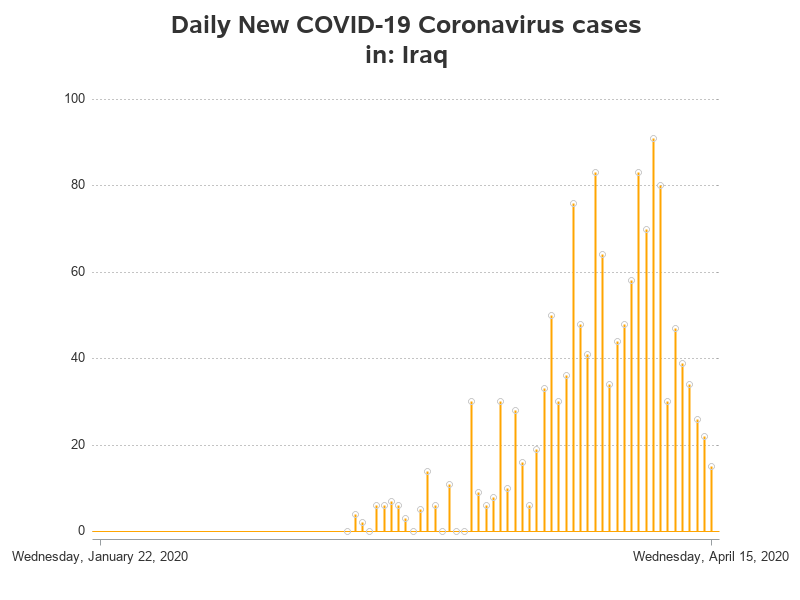 Daily New COVID-19 Coronavirus cases
in: Iraq
100
80
60
40
20
0
Wednesday, January 22, 2020
Wednesday, April 15, 2020